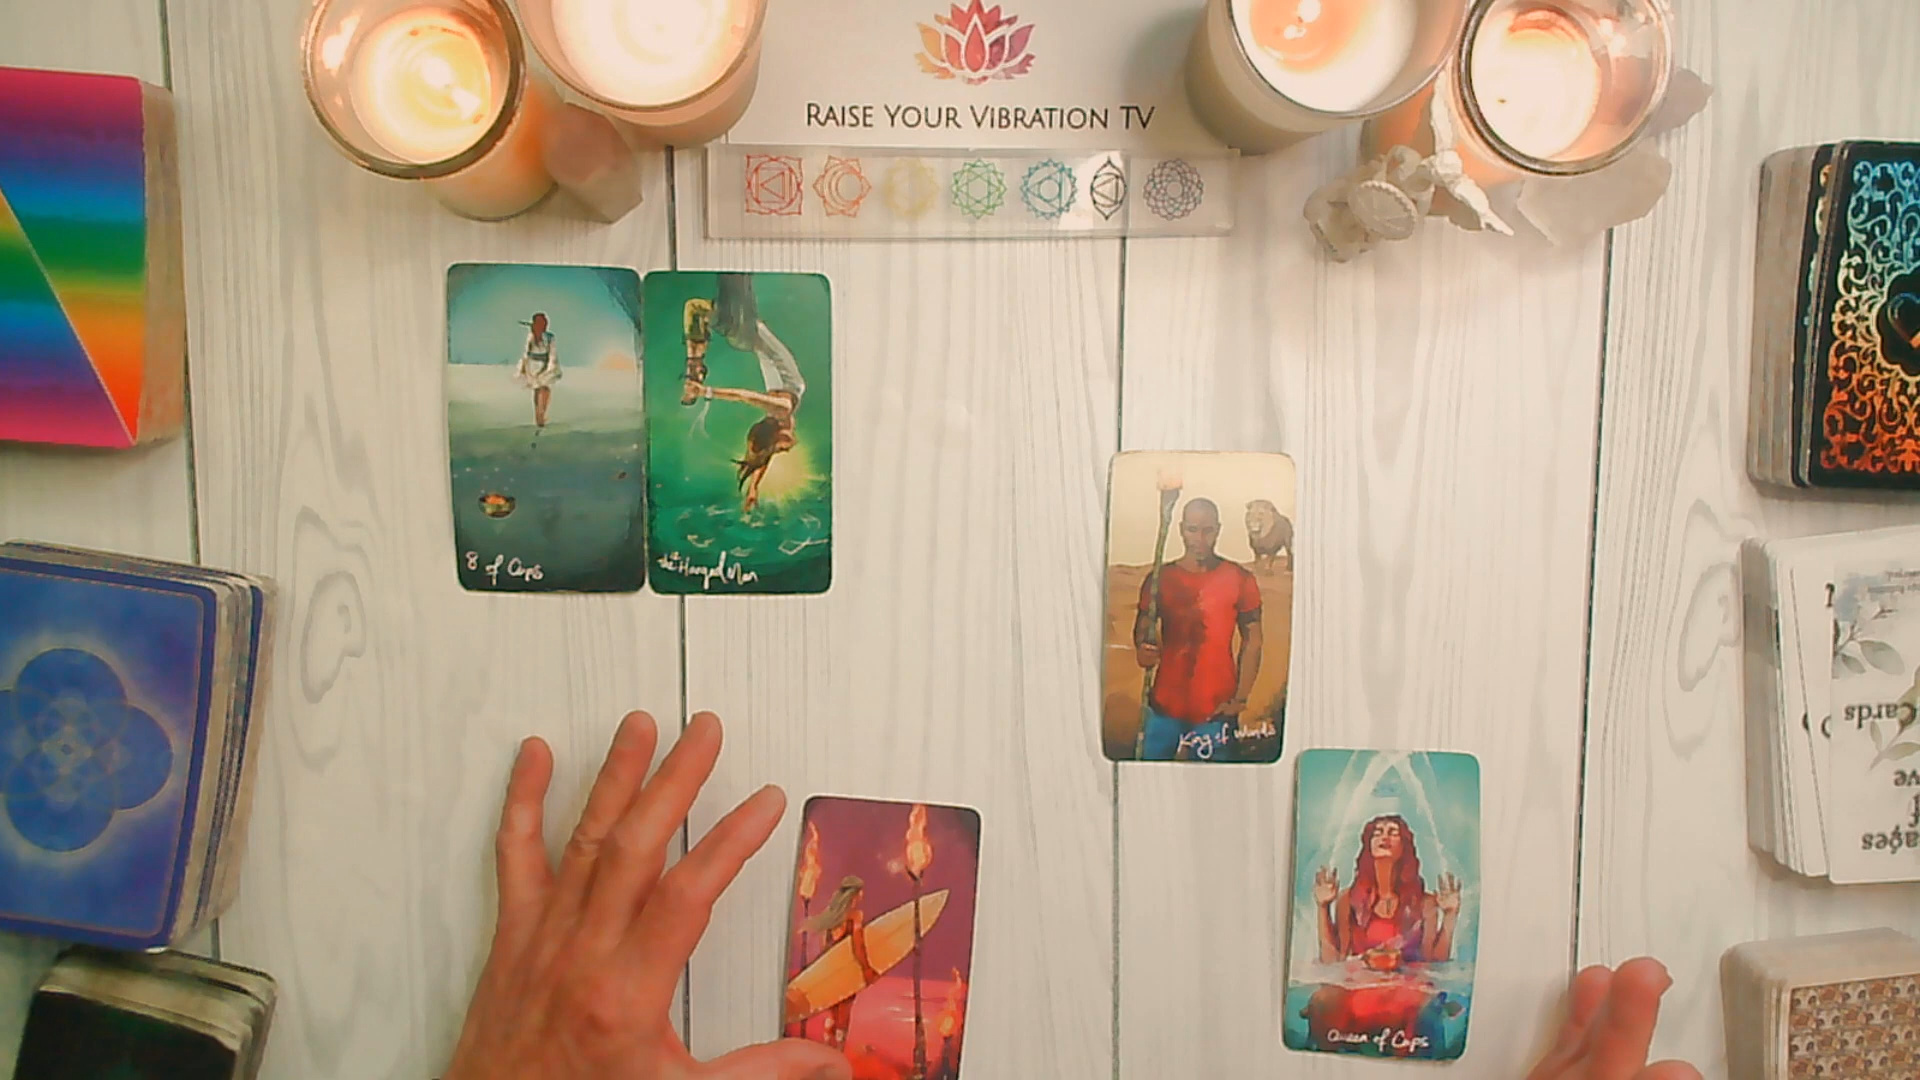 RAISE YOUR VIBRATION TV
8 of Cups
the Hanged Man
King of Wands
Queen of Cups
Cards